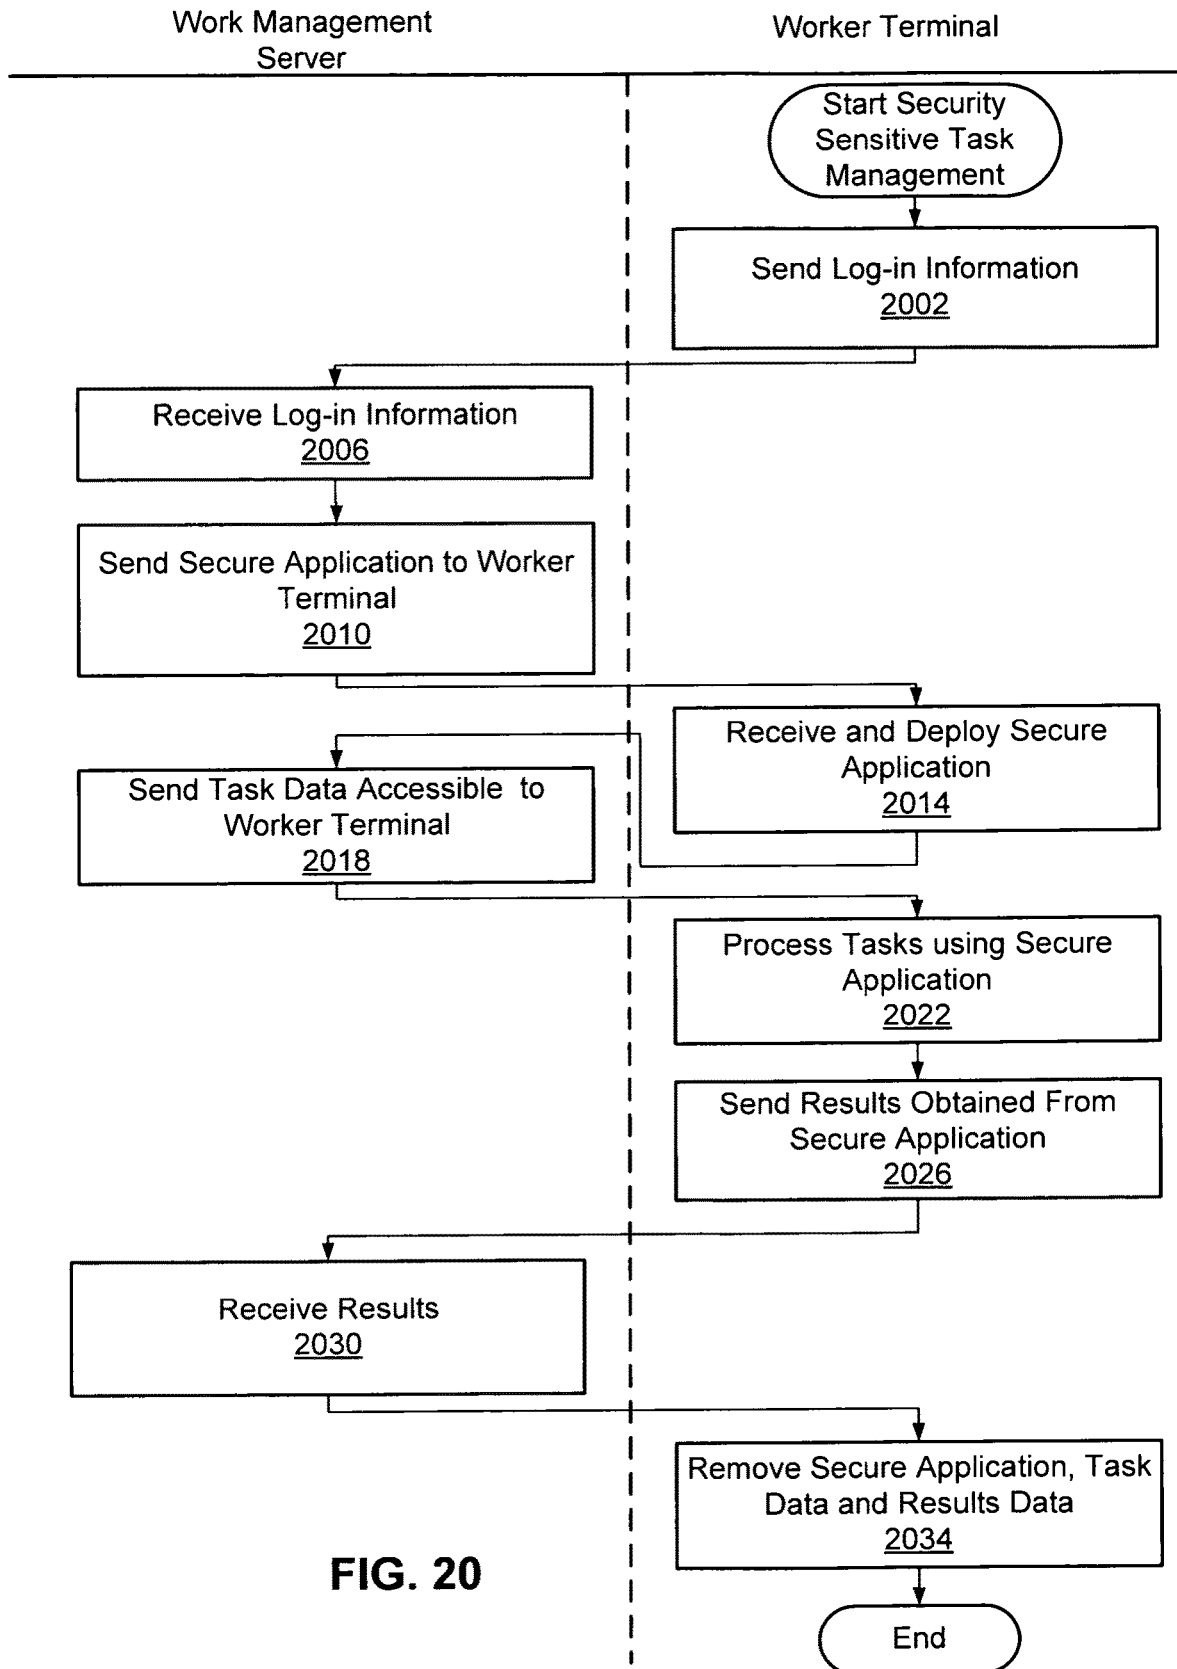 Work Management
Server
Worker Terminal
Start Security
Sensitive Task
Management
Send Log-in Information
2002
Receive Log-in Information
2006
Send Secure Application to Worker
Terminal
2010
Receive and Deploy Secure
Application
2014
Send Task Data Accessible to
Worker Terminal
2018
Process Tasks using Secure
Application
2022
Send Results Obtained From
Secure Application
2026
Receive Results
2030
Remove Secure Application, Task
Data and Results Data
2034
FIG. 20
End